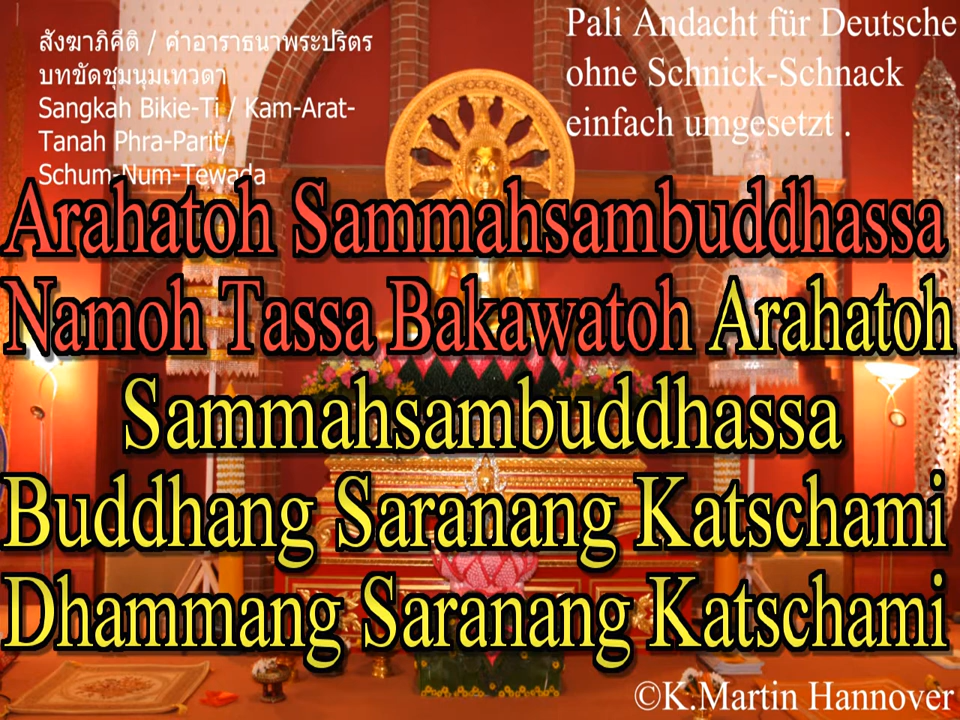 สังฆาภิคีติ / คำอาราธนาพระปริตร
บทขัดชุมนุมเทวดา
Sangkah Bikie-Ti / Kam-Arat-
Tanah Phra-Parit/
Schum-Num-Tewada
Pali Andacht für Deutsche
ohne Schnick-Schnack
einfach umgesetzt .
Arahatoh Sammahsambuddhassa
Namoh Tassa Bakawatoh Arahatoh
Sammahsambuddhassa
Buddhang Saranang Katschami
Dhammang Saranang Katschami
©K.Martin Hannover